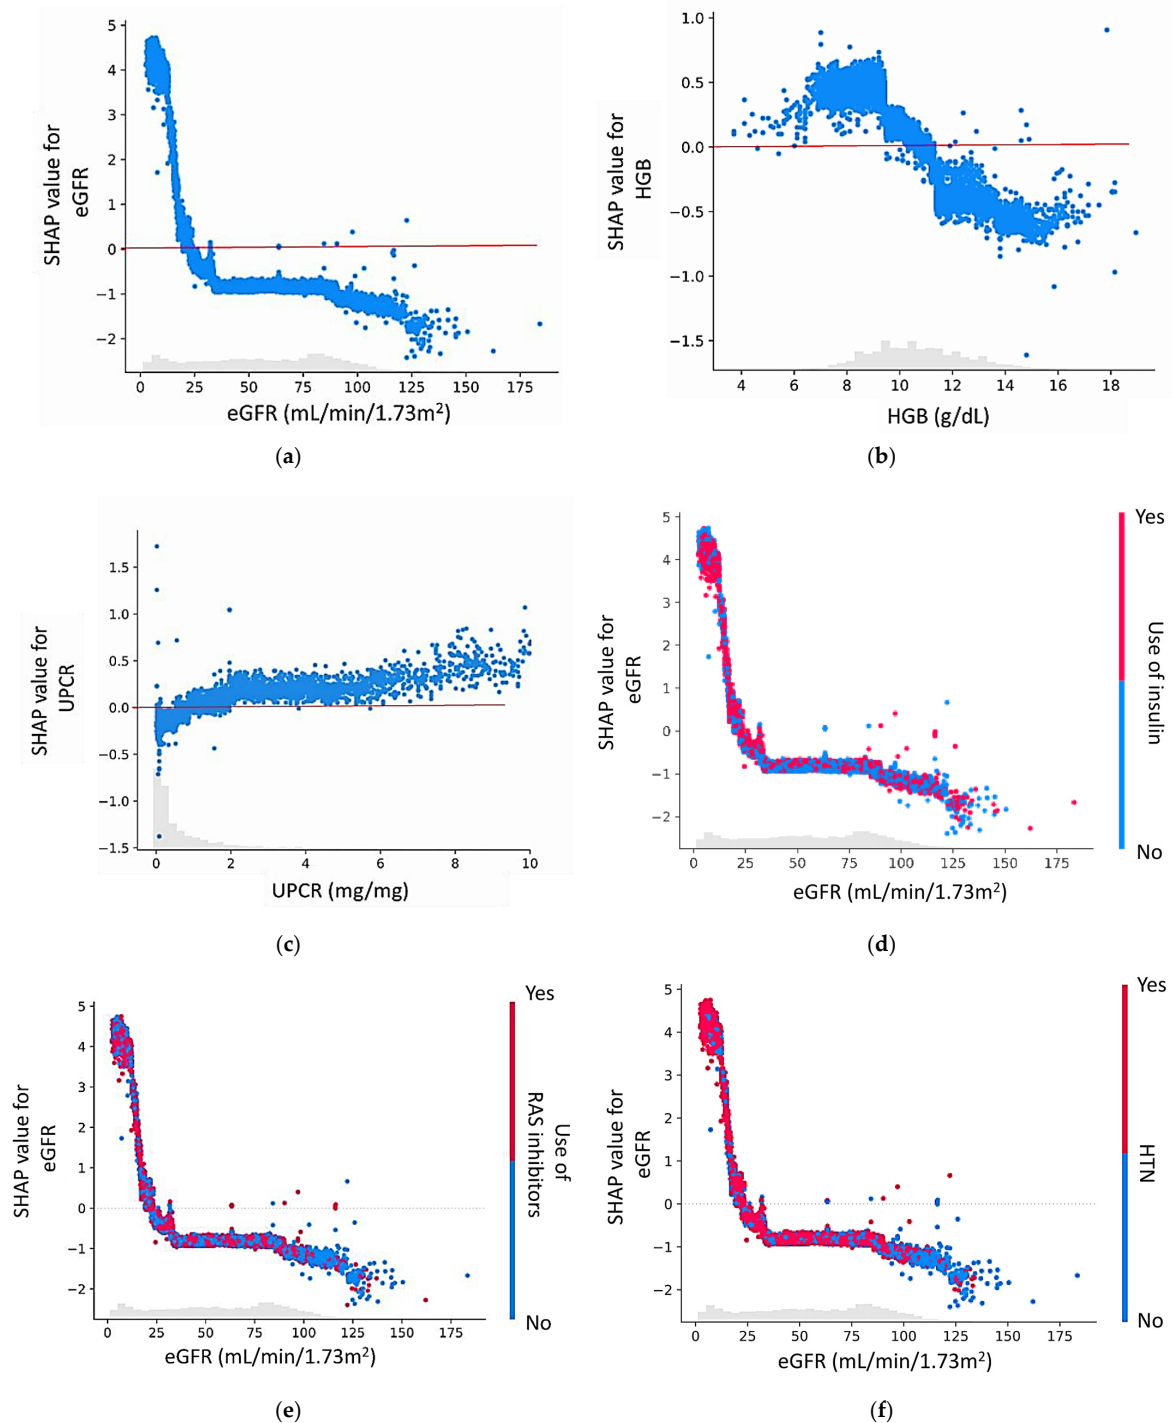 5
4
3
2
1
0
−1
−2
SHAP value for
eGFR
0 25 50 75 100 125 150 175
eGFR (mL/min/1.73m²)
(a)
1.0
0.5
0.0
−0.5
−1.0
−1.5
SHAP value for
HGB
4 6 8 10 12 14 16 18
HGB (g/dL)
(b)
1.5
1.0
0.5
0.0
−0.5
−1.0
−1.5
SHAP value for
UPCR
0 2 4 6 8 10
UPCR (mg/mg)
(c)
5
4
3
2
1
0
−1
−2
SHAP value for
eGFR
0 25 50 75 100 125 150 175
eGFR (mL/min/1.73m²)
Yes
Use of insulin
No
(d)
5
4
3
2
1
0
−1
−2
SHAP value for
eGFR
0 25 50 75 100 125 150 175
eGFR (mL/min/1.73m²)
Yes
Use of
RAS inhibitors
No
(e)
5
4
3
2
1
0
−1
−2
SHAP value for
eGFR
0 25 50 75 100 125 150 175
eGFR (mL/min/1.73m²)
Yes
HTN
No
(f)